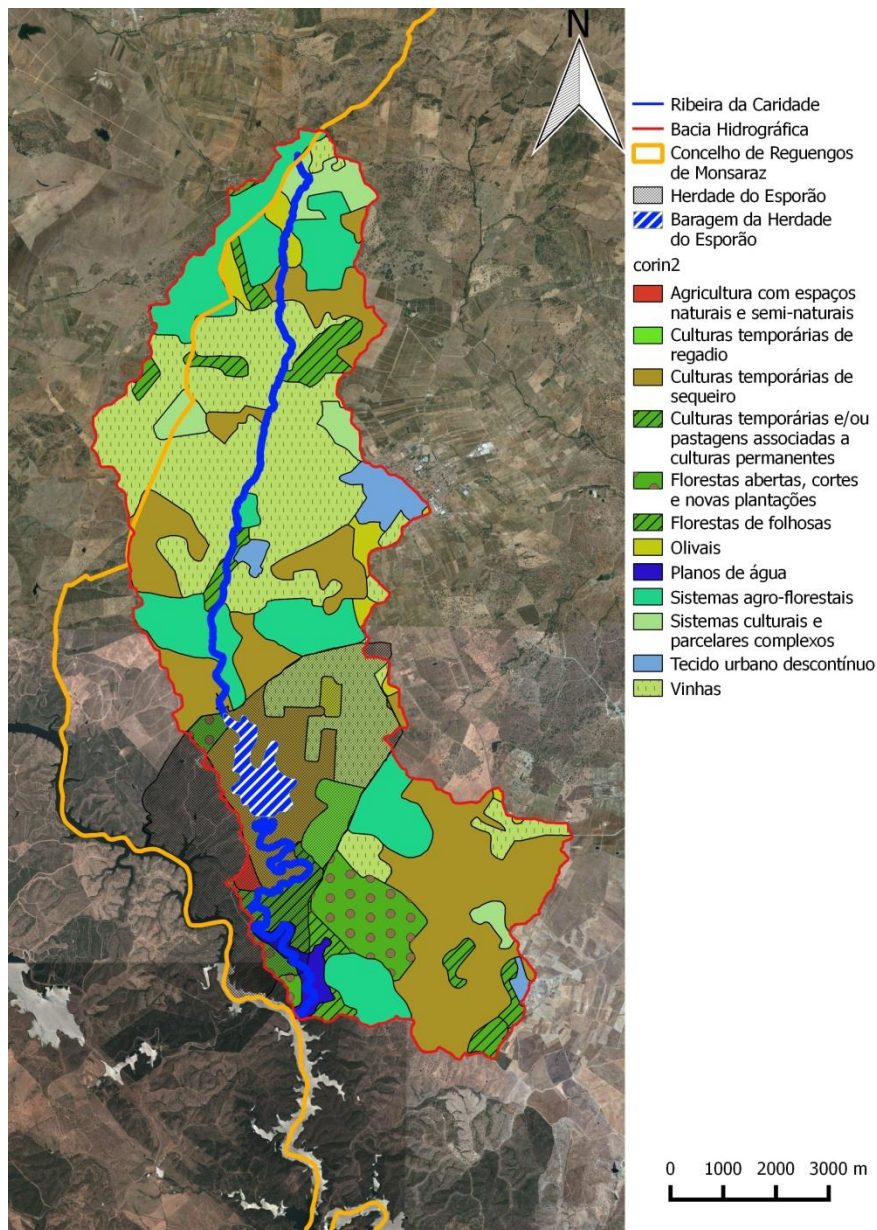 N
Ribeira da Caridade
Bacia Hidrográfica
Concelho de Reguengos
de Monsaraz
Herdade do Esporão
Baragem da Herdade
do Esporão
corin2
Agricultura com espaços
naturais e semi-naturais
Culturas temporárias de
regadio
Culturas temporárias de
sequeiro
Culturas temporárias e/ou
pastagens associadas a
culturas permanentes
Florestas abertas, cortes
e novas plantações
Florestas de folhosas
Olivais
Planos de água
Sistemas agro-florestais
Sistemas culturais e
parcelares complexos
Tecido urbano descontínuo
Vinhas
0 1000 2000 3000 m